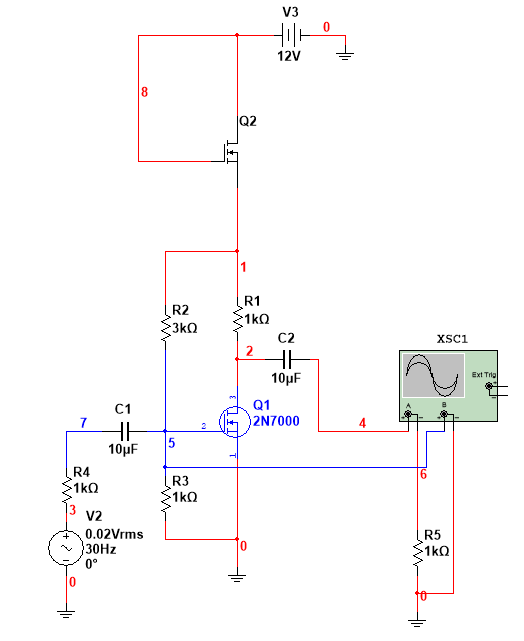 V3
0
12V
8
Q2
1
R2
3kΩ
R1
1kΩ
2
C2
10µF
XSC1
Ext Trig
A
B
7
C1
10µF
5
2
3
Q1
2N7000
1
4
6
R4
1kΩ
3
V2
0.02Vrms
30Hz
0°
0
R3
1kΩ
0
R5
1kΩ
0